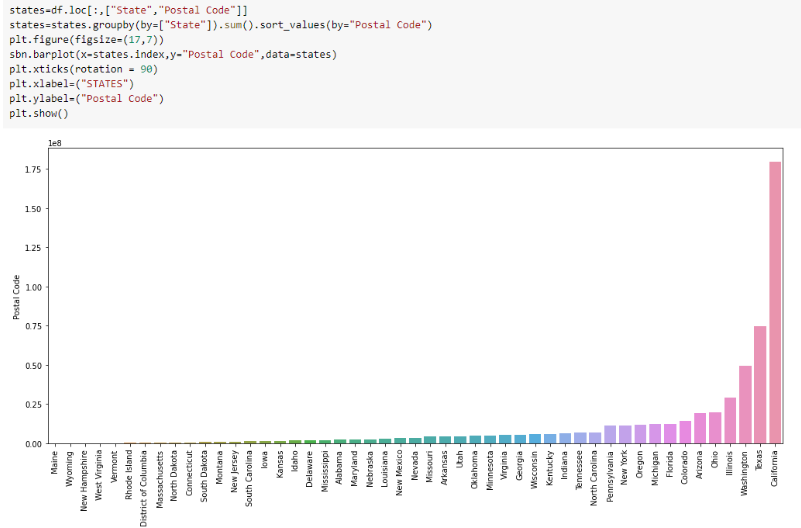 states=df.loc[:,["State","Postal Code"]]
states=states.groupby(by=["State"]).sum().sort_values(by="Postal Code")
plt.figure(figsize=(17,7))
sbn.barplot(x=states.index,y="Postal Code",data=states)
plt.xticks(rotation = 90)
plt.xlabel=("STATES")
plt.ylabel=("Postal Code")
plt.show()
1e8
1.75
1.50
1.25
1.00
0.75
0.50
0.25
0.00
Postal Code
Maine
Wyoming
New Hampshire
West Virginia
Vermont
Rhode Island
District of Columbia
Massachusetts
North Dakota
Connecticut
South Dakota
Montana
New Jersey
South Carolina
Iowa
Kansas
Idaho
Delaware
Mississippi
Alabama
Maryland
Nebraska
Louisiana
New Mexico
Nevada
Missouri
Arkansas
Utah
Oklahoma
Minnesota
Virginia
Georgia
Wisconsin
Kentucky
Indiana
Tennessee
North Carolina
Pennsylvania
New York
Oregon
Michigan
Florida
Colorado
Arizona
Ohio
Illinois
Washington
Texas
California